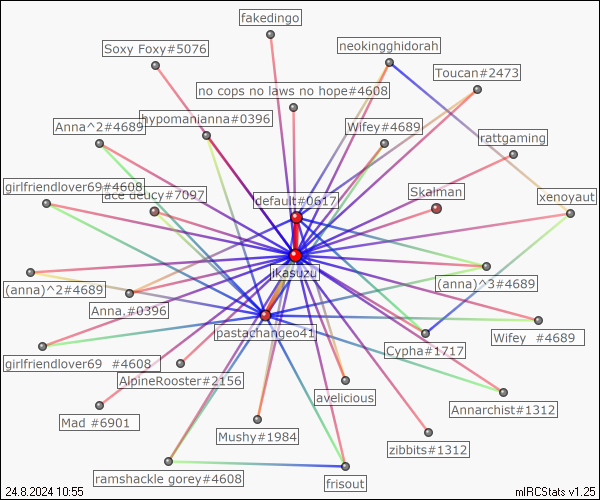 fakedingo
neokingghidorah
Soxy Foxy#5076
Toucan#2473
no cops no laws no hope#4608
hypomanianna#0396
Anna^2#4689
Wifey#4689
rattgaming
girlfriendlover69#4608
ace deucy#7097
Skalman
default#0617
xenoyaut
ikasuzu
(anna)^2#4689
(anna)^3#4689
Anna,#0396
pastachangeo41
Wifey  #4689
Cypha#1717
girlfriendlover69  #4608
AlpineRooster#2156
avelicious
Annarchist#1312
Mad #6901
Mushy#1984
zibbits#1312
ramshackle gorey#4608
frisout
24.8.2024 10:55
mIRCStats v1.25